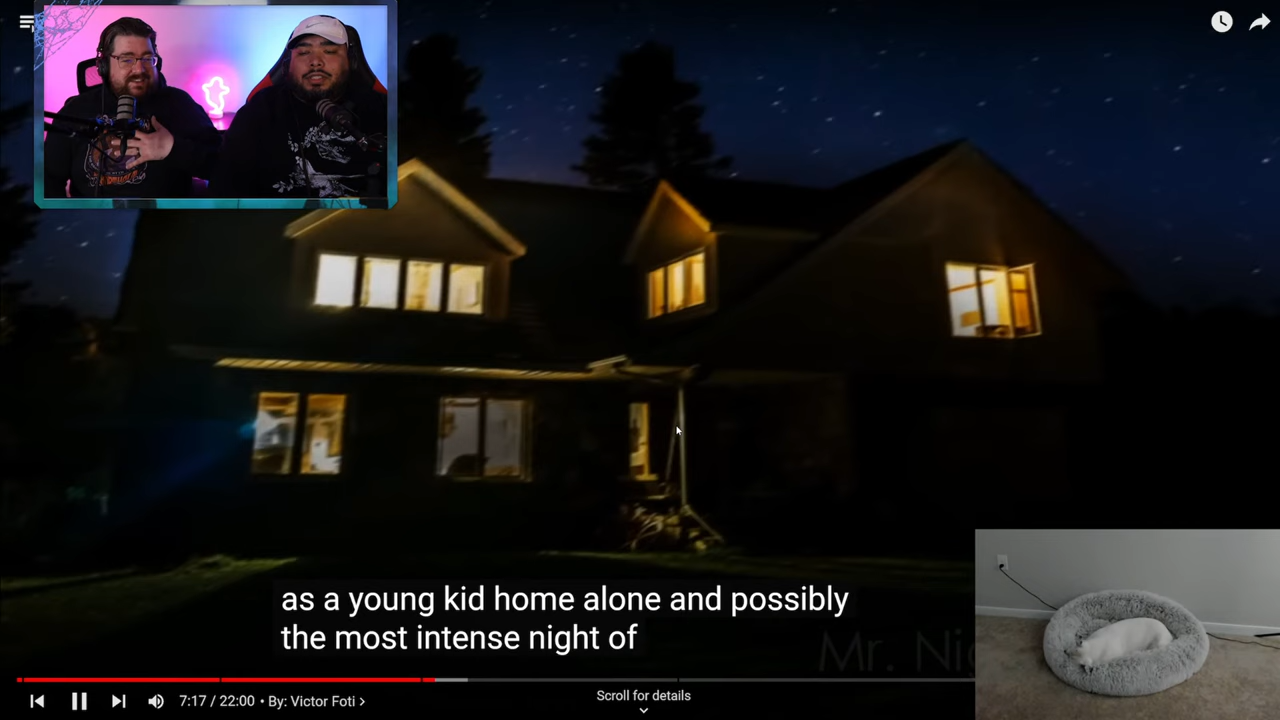 as a young kid home alone and possibly
the most intense night of
Mr. Ni
7:17 / 22:00 • By: Victor Foti >
Scroll for details